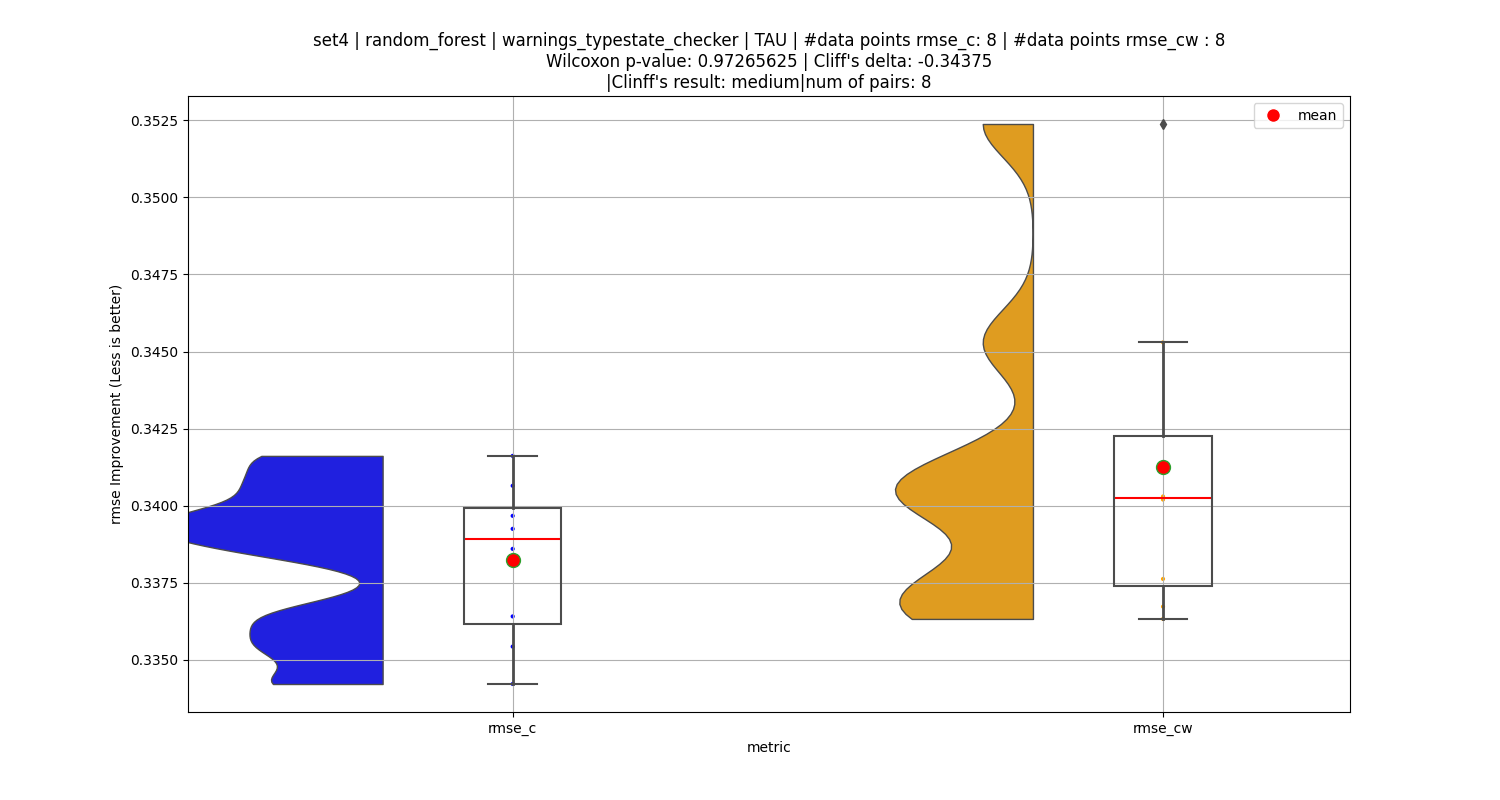 set4 | random_forest | warnings_typestate_checker | TAU | #data points rmse_c: 8 | #data points rmse_cw : 8
Wilcoxon p-value: 0.97265625 | Cliff's delta: -0.34375
|Clinff's result: medium|num of pairs: 8
mean
0.3525
0.3500
0.3475
0.3450
0.3425
0.3400
0.3375
0.3350
rmse Improvement (Less is better)
rmse_c
rmse_cw
metric